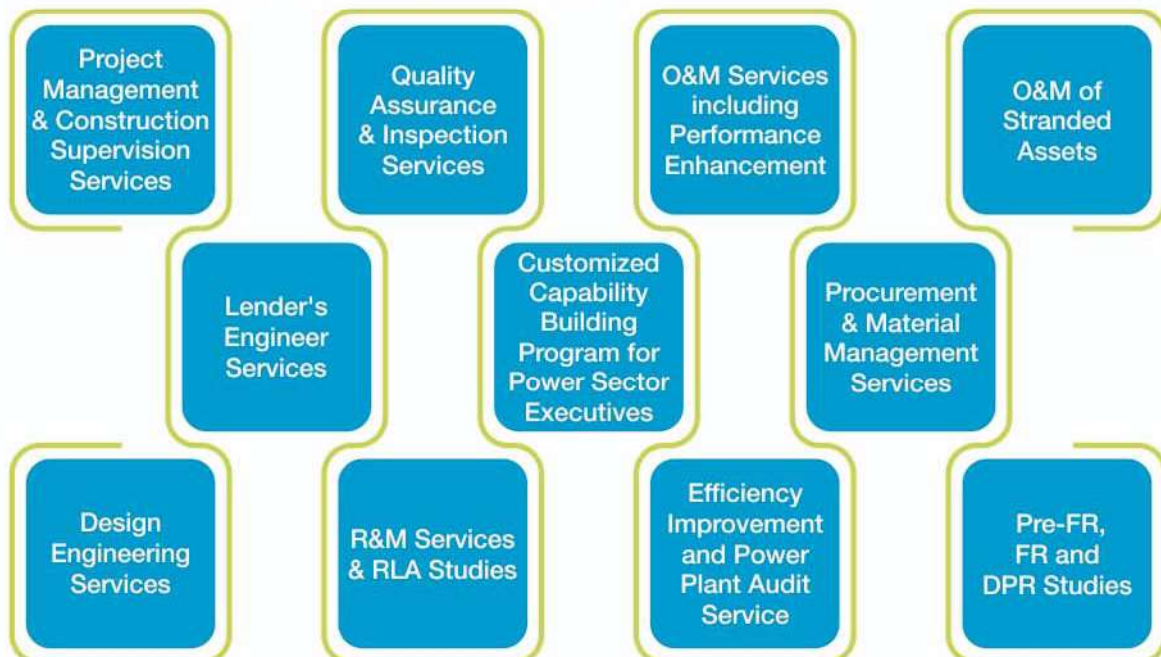 Project
Management
& Construction
Supervision
Services
Quality
Assurance
& Inspection
Services
O&M Services
including
Performance
Enhancement
O&M of
Stranded
Assets
Lender's
Engineer
Services
Customized
Capability
Building
Program for
Power Sector
Executives
Procurement
& Material
Management
Services
Design
Engineering
Services
R&M Services
& RLA Studies
Efficiency
Improvement
and Power
Plant Audit
Service
Pre-FR,
FR and
DPR Studies